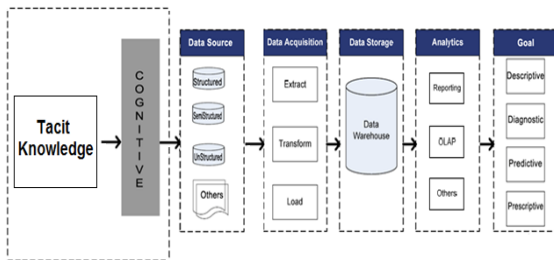 Tacit
Knowledge
COGNITIVE
Data Source
Structured
SemiStructured
UnStructured
Others
Data Acquisition
Extract
Transform
Load
Data Storage
Data
Warehouse
Analytics
Reporting
OLAP
Others
Goal
Descriptive
Diagnostic
Predictive
Prescriptive